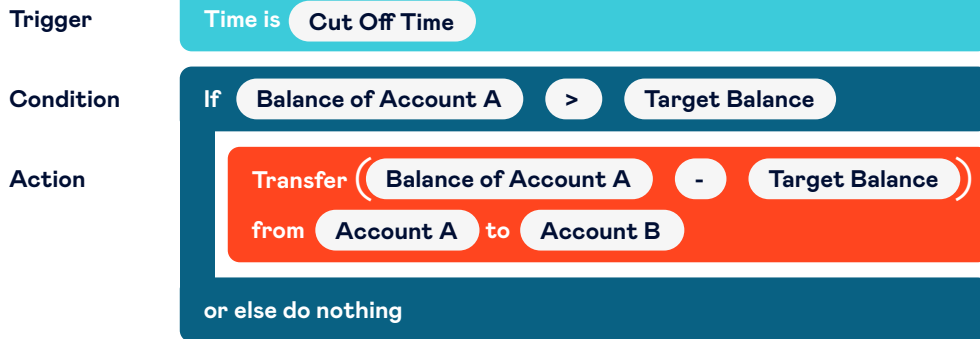 Trigger Time is Cut Off Time
Condition If Balance of Account A > Target Balance
Action Transfer (Balance of Account A - Target Balance)
from Account A to Account B
or else do nothing